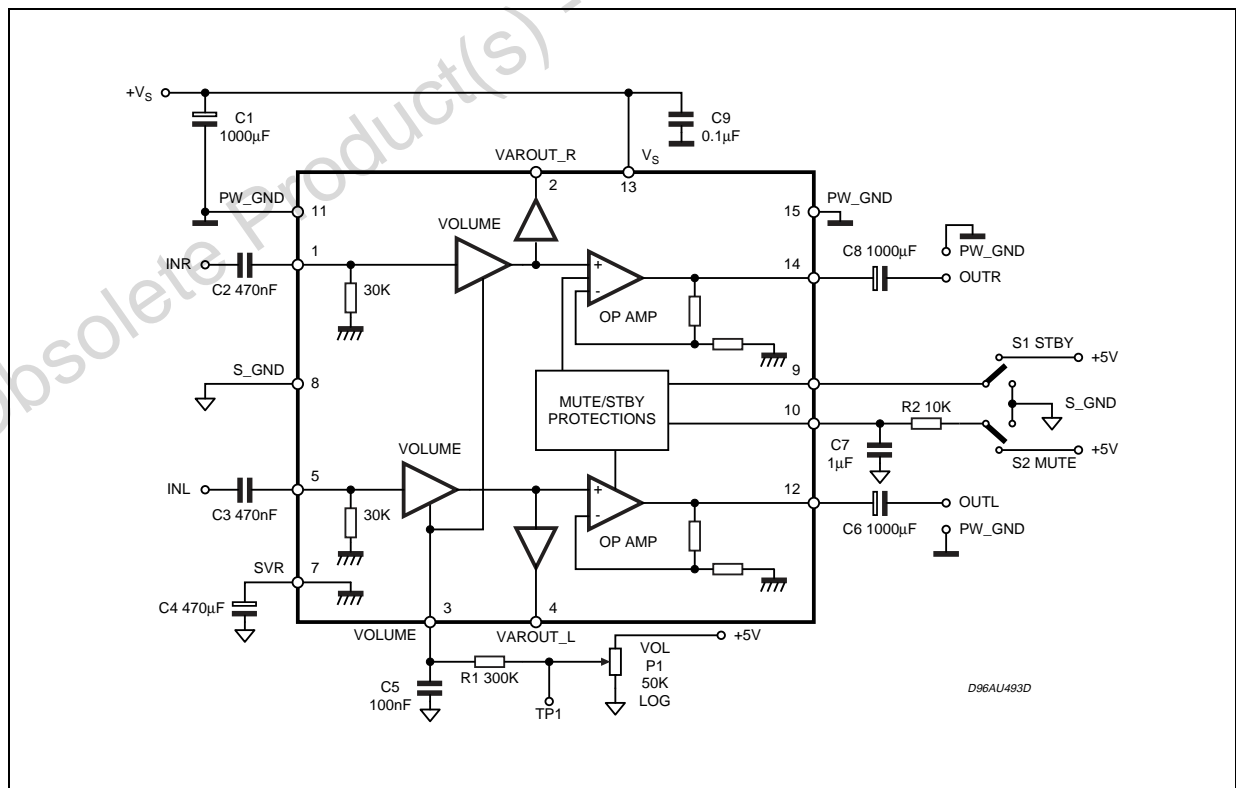 Obsolete Product(s) -
+VS
C1
1000µF
C9
0.1µF
VAROUT_R
VS
2
13
PW_GND
11
15
PW_GND
VOLUME
INR
1
C2 470nF
30K
+
-
OP AMP
14
C8 1000µF
PW_GND
OUTR
S_GND
8
MUTE/STBY
PROTECTIONS
9
10
S1 STBY
+5V
S_GND
R2 10K
C7
1µF
S2 MUTE
+5V
VOLUME
INL
5
C3 470nF
30K
+
-
OP AMP
12
C6 1000µF
OUTL
PW_GND
SVR
7
C4 470µF
3
4
VOLUME
VAROUT_L
+5V
R1 300K
VOL
P1
50K
LOG
C5
100nF
TP1
D96AU493D